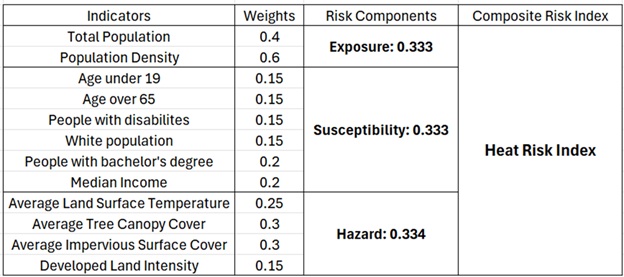 Indicators Weights Risk Components Composite Risk Index
Total Population 0.4
Exposure: 0.333
Population Density 0.6
Age under 19 0.15
Age over 65 0.15
People with disabilites 0.15
Susceptibility: 0.333
White population 0.15
Heat Risk Index
People with bachelor's degree 0.2
Median Income 0.2
Average Land Surface Temperature 0.25
Average Tree Canopy Cover 0.3
Hazard: 0.334
Average Impervious Surface Cover 0.3
Developed Land Intensity 0.15